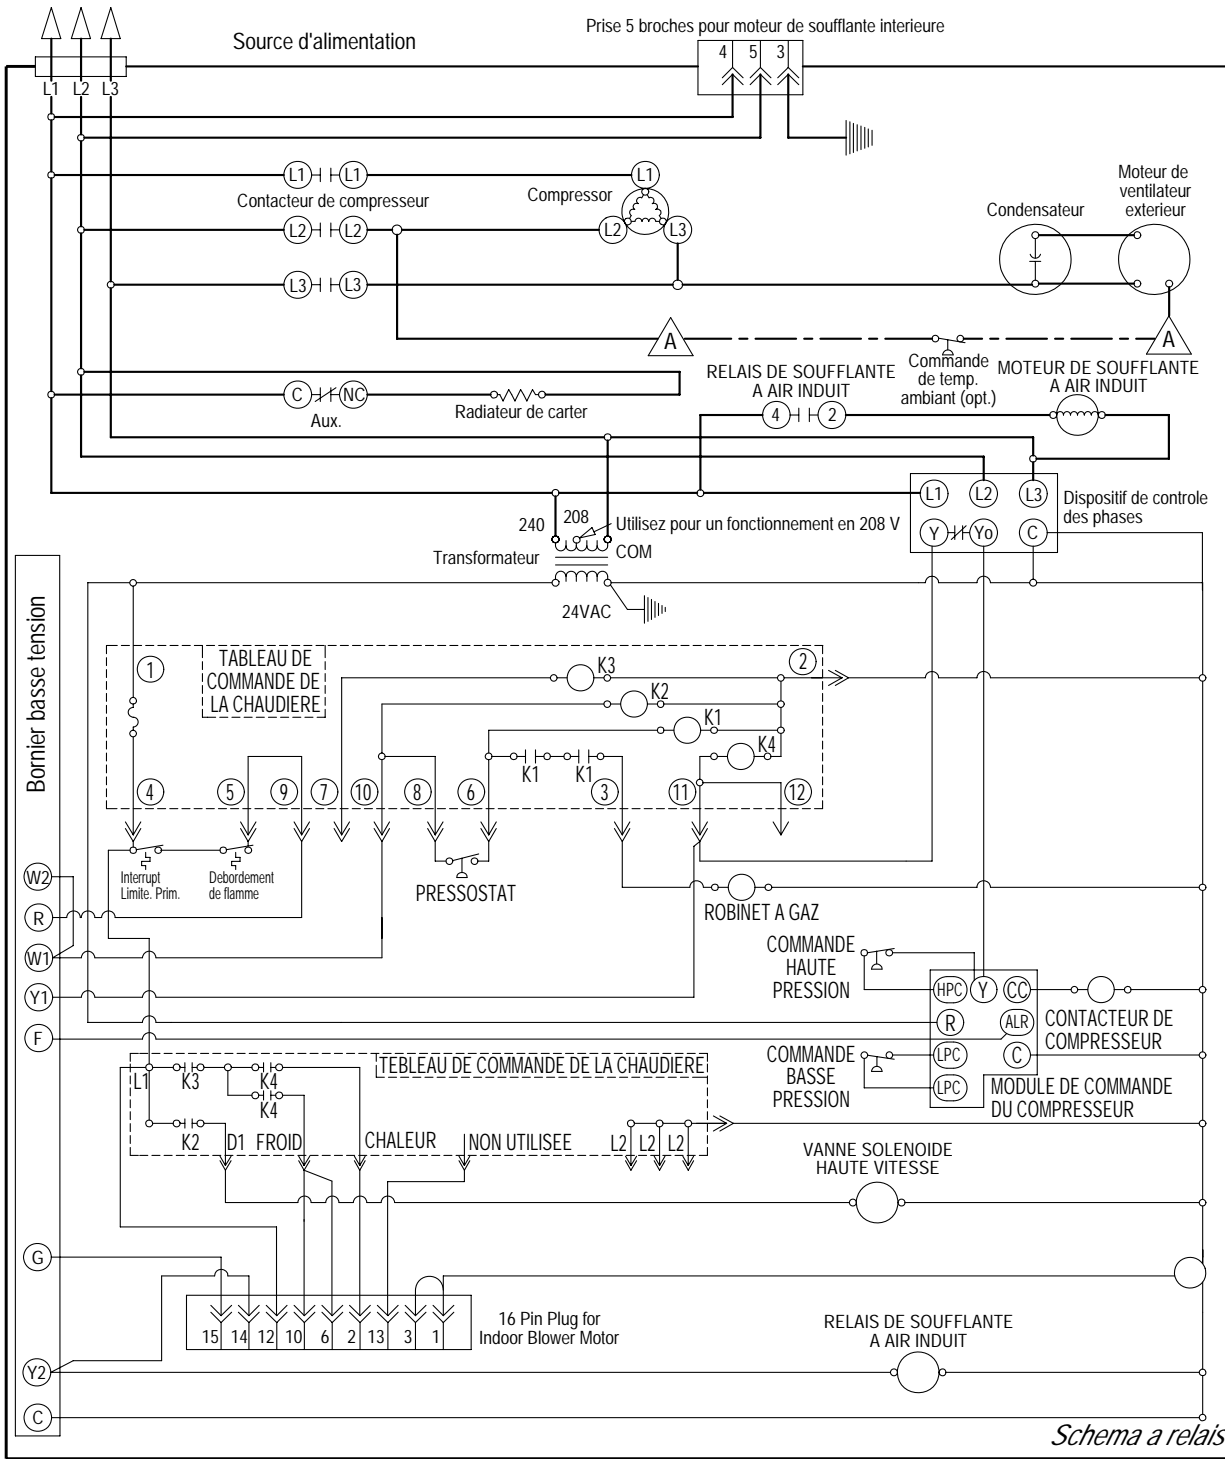 Prise 5 broches pour moteur de soufflante interieure
Source d'alimentation
4 5 3
L1 L2 L3
L1 L1
Contacteur de compresseur
L2 L2
L3 L3
Compressor
L1
L2 L3
Condensateur
Moteur de
ventilateur
exterieur
A
A
Commande
de temp.
ambiant (opt.)
RELAIS DE SOUFFLANTE
A AIR INDUIT
4 2
MOTEUR DE SOUFFLANTE
A AIR INDUIT
C NC
Aux.
Radiateur de carter
L1 L2 L3
Y Yo C
Dispositif de controle
des phases
240
208
Utilisez pour un fonctionnement en 208 V
Transformateur
COM
24VAC
Bornier basse tension
TABLEAU DE
COMMANDE DE
LA CHAUDIERE
1
2
K3
K2
K1
K4
K1 K1
4 5 9 7 10 8 6 3 11 12
Interrupt
Limite. Prim.
Debordement
de flamme
PRESSOSTAT
ROBINET A GAZ
W2
R
W1
Y1
F
G
Y2
C
COMMANDE
HAUTE
PRESSION
HPC Y CC
R ALR
LPC C
LPC
CONTACTEUR DE
COMPRESSEUR
COMMANDE
BASSE
PRESSION
MODULE DE COMMANDE
DU COMPRESSEUR
TEBLEAU DE COMMANDE DE LA CHAUDIERE
L1 K3 K4
K4
K2 D1 FROID CHALEUR NON UTILISEE L2 L2 L2
VANNE SOLENOIDE
HAUTE VITESSE
15 14 12 10 6 2 13 3 1
16 Pin Plug for
Indoor Blower Motor
RELAIS DE SOUFFLANTE
A AIR INDUIT
Schema a relais